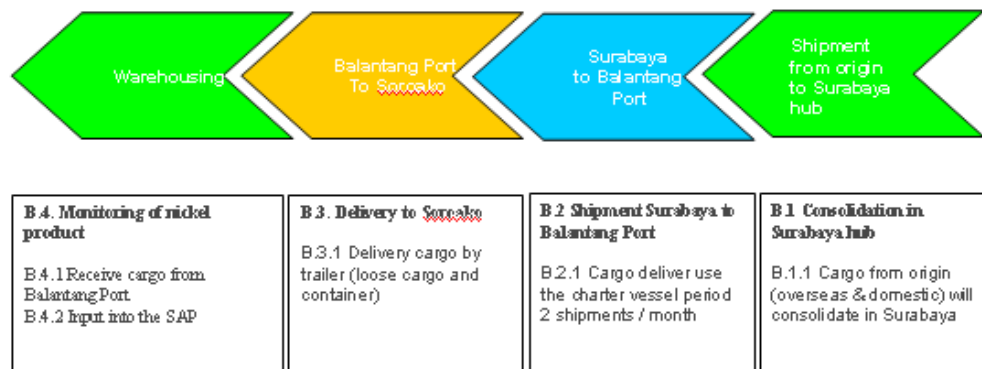 Warehousing
Balantang Port
To Soroako
Surabaya
to Balantang
Port
Shipment
from origin
to Surabaya
hub
B.4. Monitoring of nickel
product
B.4.1 Receive cargo from
Balantang Port
B.4.2 Input into the SAP
B.3. Delivery to Soroako
B.3.1 Delivery cargo by
trailer (loose cargo and
container)
B.2 Shipment Surabaya to
Balantang Port
B.2.1 Cargo deliver use
the charter vessel period
2 shipments / month
B.1 Consolidation in
Surabaya hub
B.1.1 Cargo from origin
(overseas & domestic) will
consolidate in Surabaya